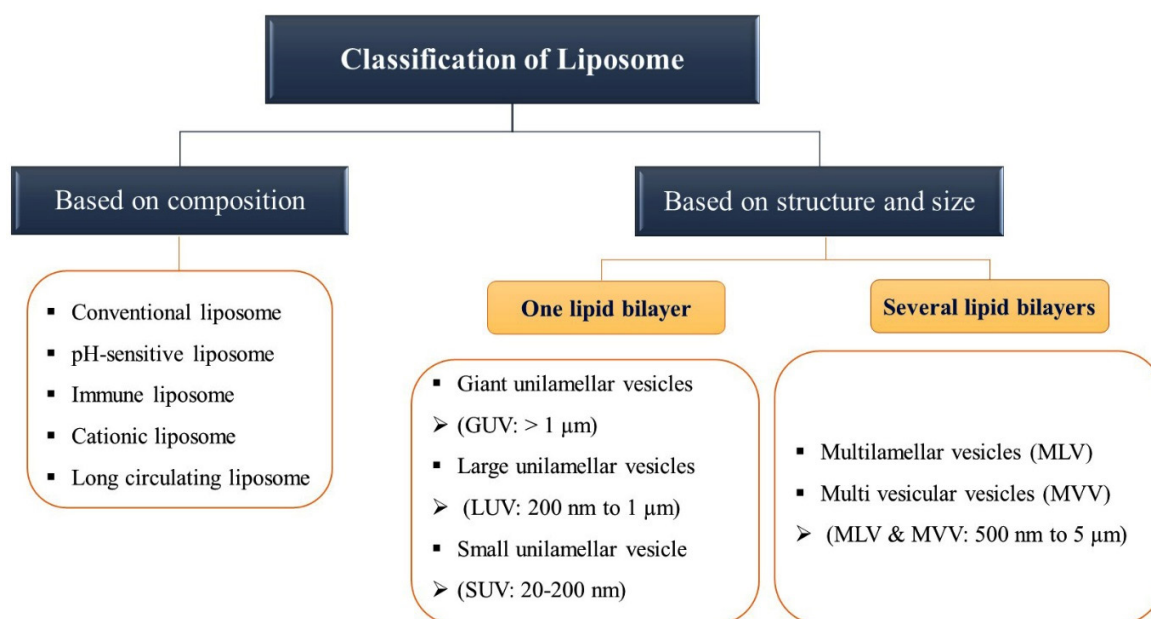 Classification of Liposome
Based on composition
▪ Conventional liposome
▪ pH-sensitive liposome
▪ Immune liposome
▪ Cationic liposome
▪ Long circulating liposome
Based on structure and size
One lipid bilayer
▪ Giant unilamellar vesicles
➢ (GUV: > 1 µm)
▪ Large unilamellar vesicles
➢ (LUV: 200 nm to 1 µm)
▪ Small unilamellar vesicle
➢ (SUV: 20-200 nm)
Several lipid bilayers
▪ Multilamellar vesicles (MLV)
▪ Multi vesicular vesicles (MVV)
➢ (MLV & MVV: 500 nm to 5 µm)